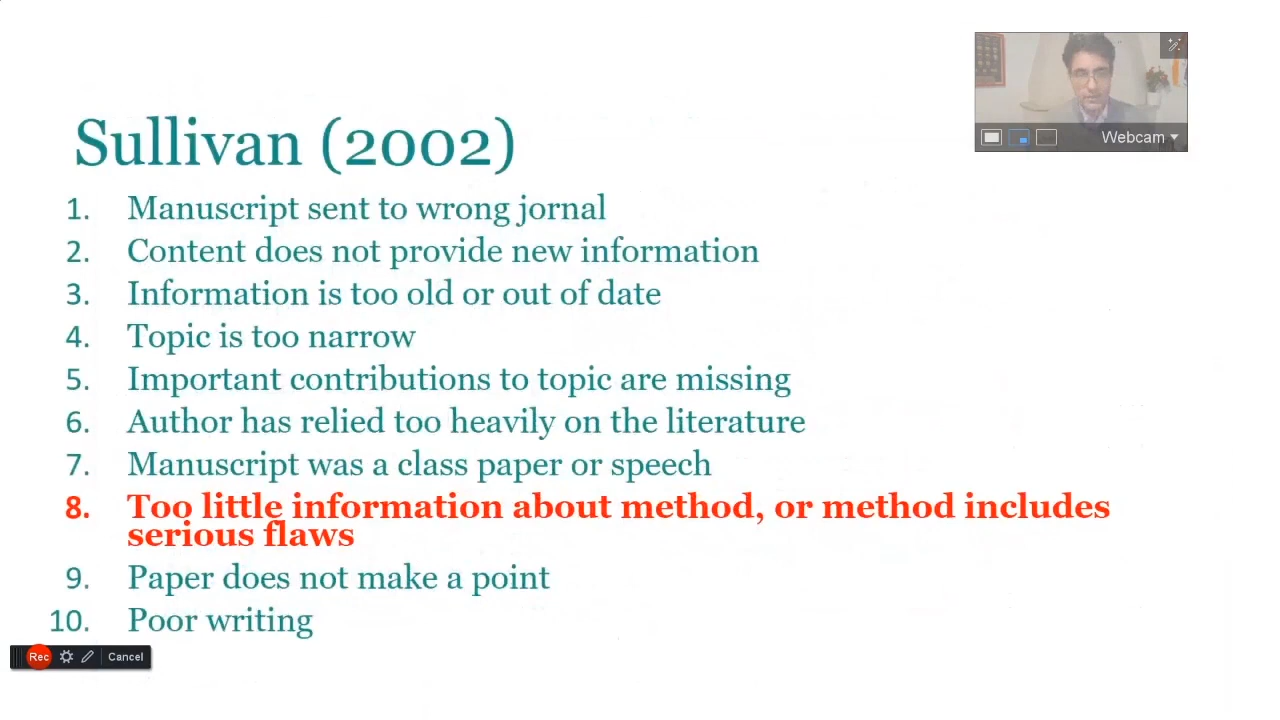 Webcam
Sullivan (2002)
1. Manuscript sent to wrong jornal
2. Content does not provide new information
3. Information is too old or out of date
4. Topic is too narrow
5. Important contributions to topic are missing
6. Author has relied too heavily on the literature
7. Manuscript was a class paper or speech
8. Too little information about method, or method includes
serious flaws
9. Paper does not make a point
10. Poor writing
Rec Cancel